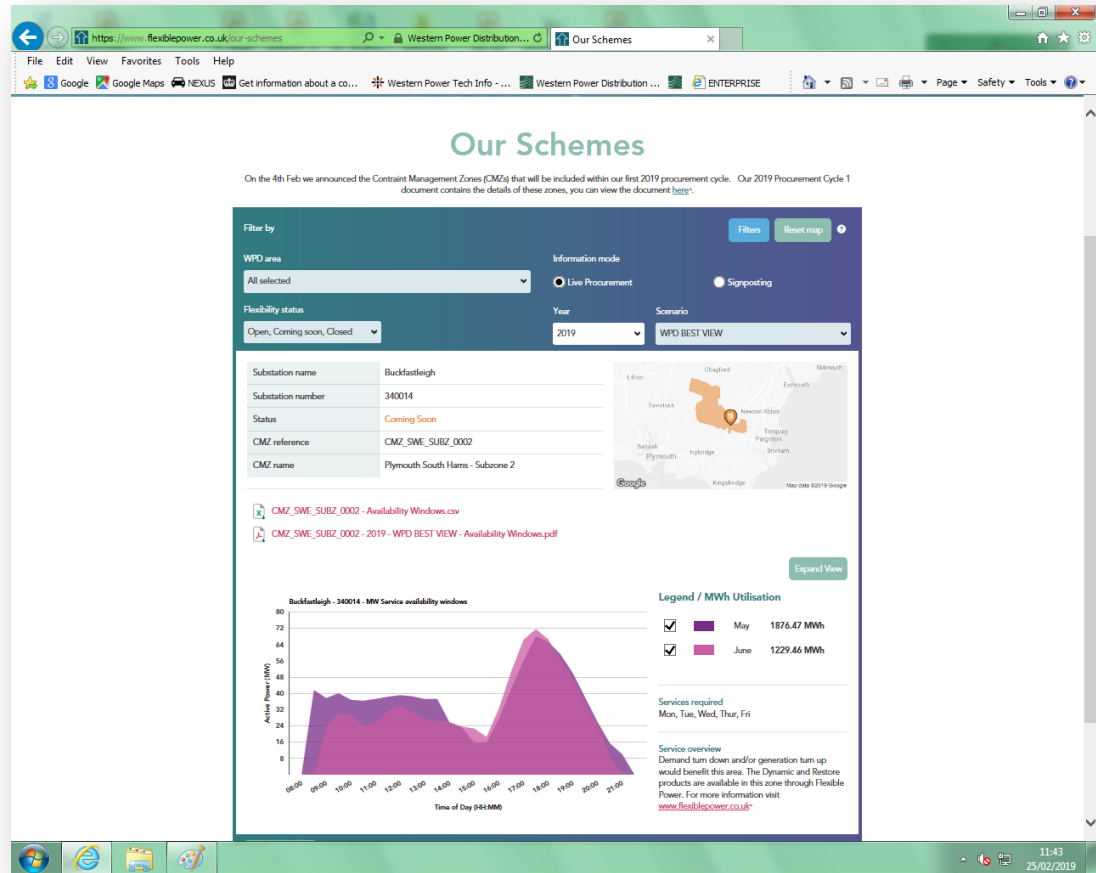 https://www.flexiblepower.co.uk/our-schemes
Western Power Distribution...
Our Schemes
File Edit View Favorites Tools Help
Google Google Maps NEXUS Get information about a co... Western Power Tech Info - ... Western Power Distribution ... ENTERPRISE Page Safety Tools
Our Schemes
On the 4th Feb we announced the Contraint Management Zones (CMZs) that will be included within our first 2019 procurement cycle. Our 2019 Procurement Cycle 1
document contains the details of these zones, you can view the document here.
Filter by
Filters
Reset map
?
WPD area
Information mode
All selected
Live Procurement
Signposting
Flexibility status
Year
Scenario
Open, Coming soon, Closed
2019
WPD BEST VIEW
Substation name Buckfastleigh
Substation number 340014
Status Coming Soon
CMZ reference CMZ_SWE_SUBZ_0002
CMZ name Plymouth South Hams - Subzone 2
Chagford
Sidmouth
Lifton
Exmouth
Tavistock
Newton Abbot
Torquay
Paignton
Saltash
Ivybridge
Brixham
Plymouth
Kingsbridge
Google
Map data ©2019 Google
CMZ_SWE_SUBZ_0002 - Availability Windows.csv
CMZ_SWE_SUBZ_0002 - 2019 - WPD BEST VIEW - Availability Windows.pdf
Expand View
Buckfastleigh - 340014 - MW Service availability windows
80
72
64
56
48
40
32
24
16
8
Active Power (MW)
08:00 09:00 10:00 11:00 12:00 13:00 14:00 15:00 16:00 17:00 18:00 19:00 20:00 21:00
Time of Day (HH:MM)
Legend / MWh Utilisation
May 1876.47 MWh
June 1229.46 MWh
Services required
Mon, Tue, Wed, Thur, Fri
Service overview
Demand turn down and/or generation turn up
would benefit this area. The Dynamic and Restore
products are available in this zone through Flexible
Power. For more information visit
www.flexiblepower.co.uk
11:43
25/02/2019